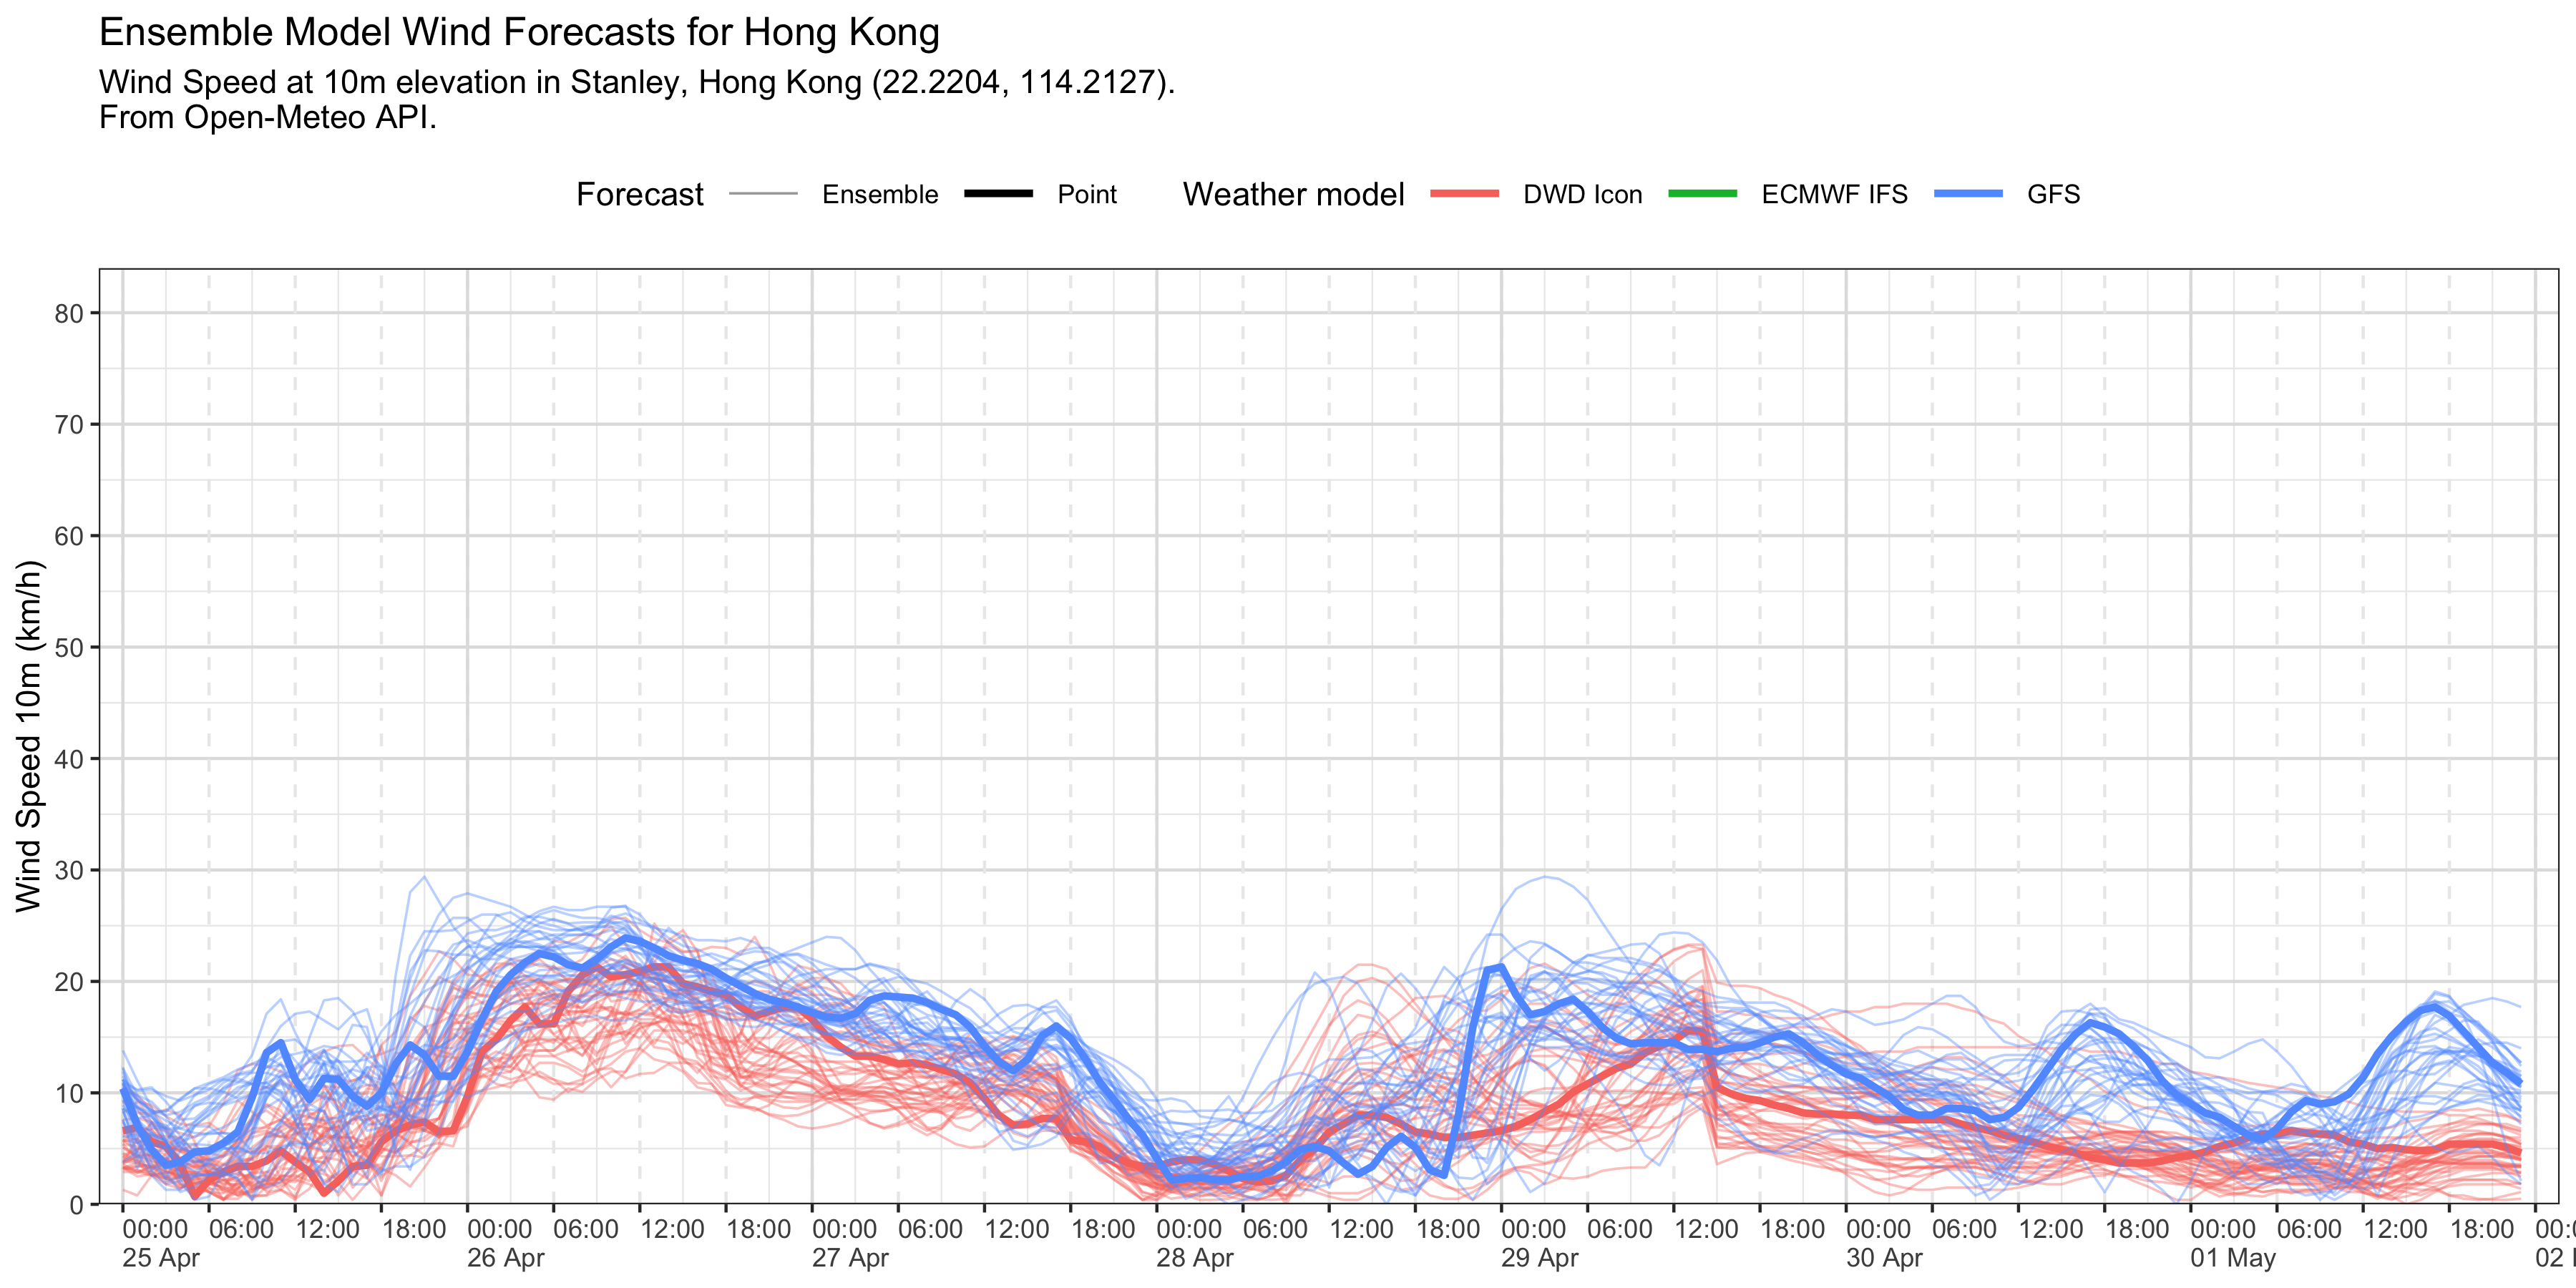 Ensemble Model Wind Forecasts for Hong Kong
Wind Speed at 10m elevation in Stanley, Hong Kong (22.2204, 114.2127).
From Open-Meteo API.
Forecast Ensemble Point Weather model DWD Icon ECMWF IFS GFS
Wind Speed 10m (km/h)
80
70
60
50
40
30
20
10
0
00:00 06:00 12:00 18:00 00:00 06:00 12:00 18:00 00:00 06:00 12:00 18:00 00:00 06:00 12:00 18:00 00:00 06:00 12:00 18:00 00:00 06:00 12:00 18:00 00:00 06:00 12:00 18:00
25 Apr 26 Apr 27 Apr 28 Apr 29 Apr 30 Apr 01 May 02